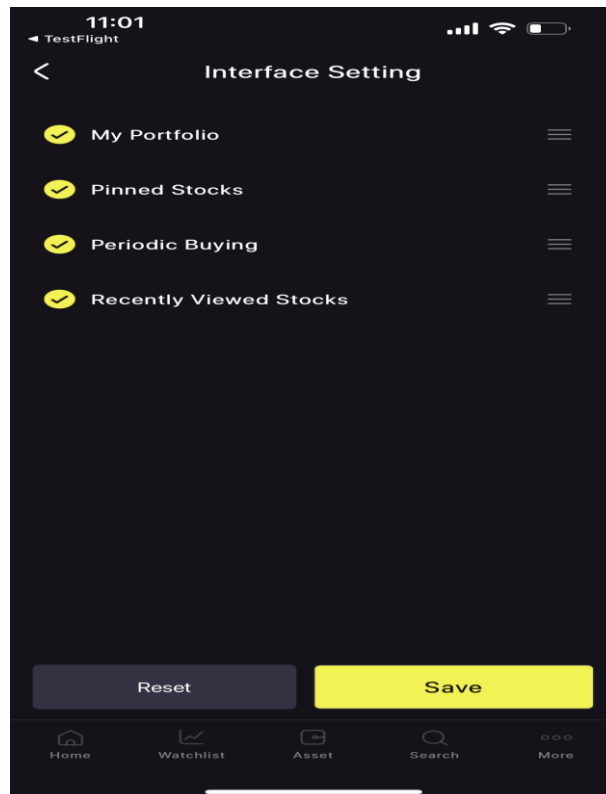 11:01
◄ TestFlight
Interface Setting
My Portfolio
Pinned Stocks
Periodic Buying
Recently Viewed Stocks
Reset Save
Home Watchlist Asset Search More